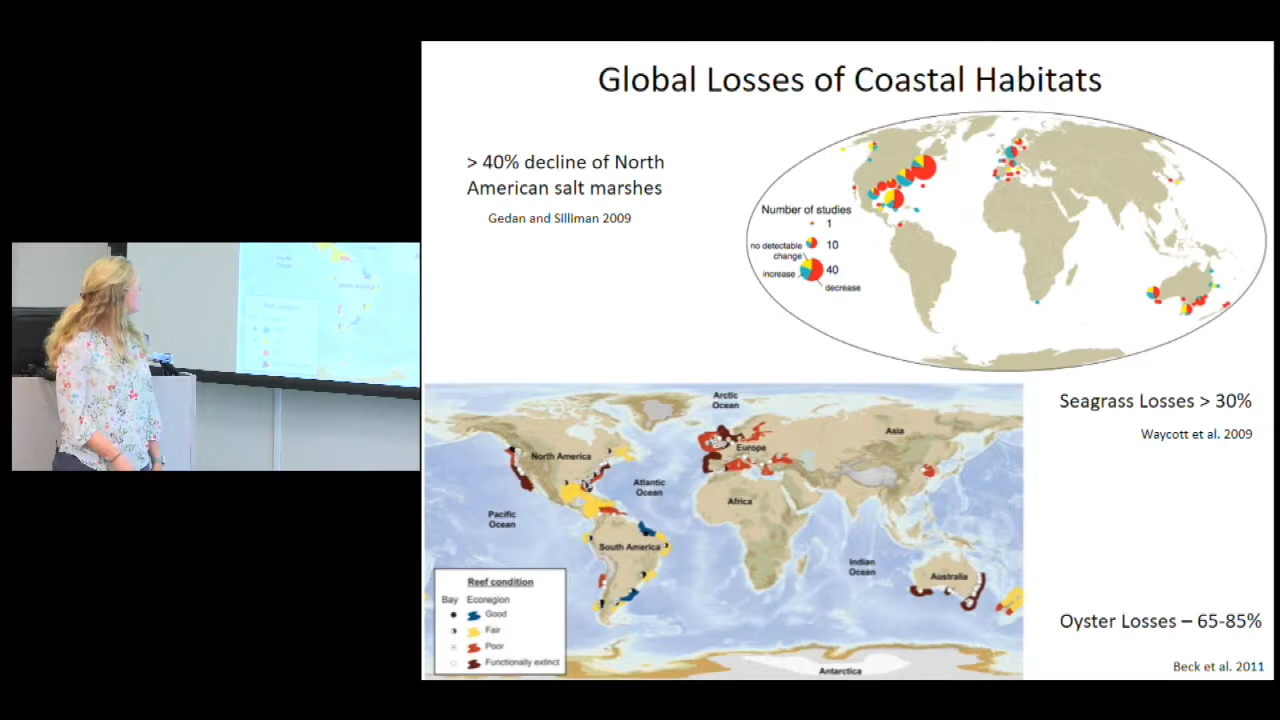 Global Losses of Coastal Habitats
> 40% decline of North
American salt marshes
Gedan and Silliman 2009
Number of studies
1
no detectable
change
10
increase
40
decrease
Seagrass Losses > 30%
Waycott et al. 2009
Arctic
Ocean
North America
Europe
Asia
Atlantic
Ocean
Africa
Pacific
Ocean
South America
Indian
Ocean
Australia
Reef condition
Bay Ecoregion
Good
Fair
Poor
Functionally extinct
Antarctica
Oyster Losses – 65-85%
Beck et al. 2011